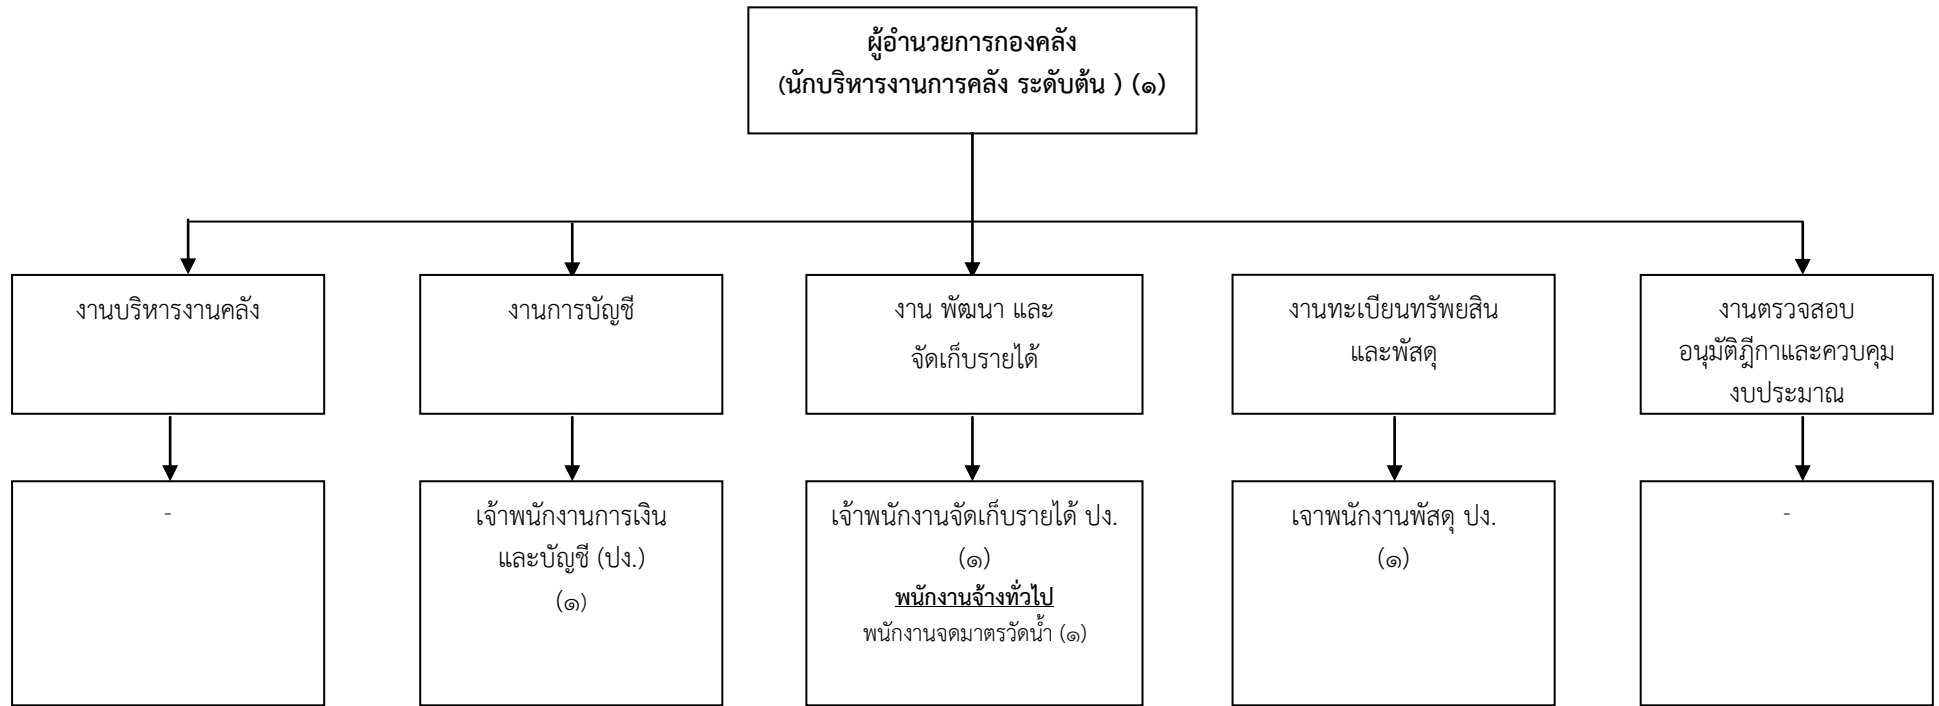 ผู้อำนวยการกองคลัง
(นักบริหารงานการคลัง ระดับต้น ) (๑)
งานบริหารงานคลัง
งานการบัญชี
งาน พัฒนา และ
จัดเก็บรายได้
งานทะเบียนทรัพยสิน
และพัสดุ
งานตรวจสอบ
อนุมัติฎีกาและควบคุม
งบประมาณ
-
เจ้าพนักงานการเงิน
และบัญชี (ปง.)
(๑)
เจ้าพนักงานจัดเก็บรายได้ ปง.
(๑)
พนักงานจ้างทั่วไป
พนักงานจดมาตรวัดน้ำ (๑)
เจาพนักงานพัสดุ ปง.
(๑)
-